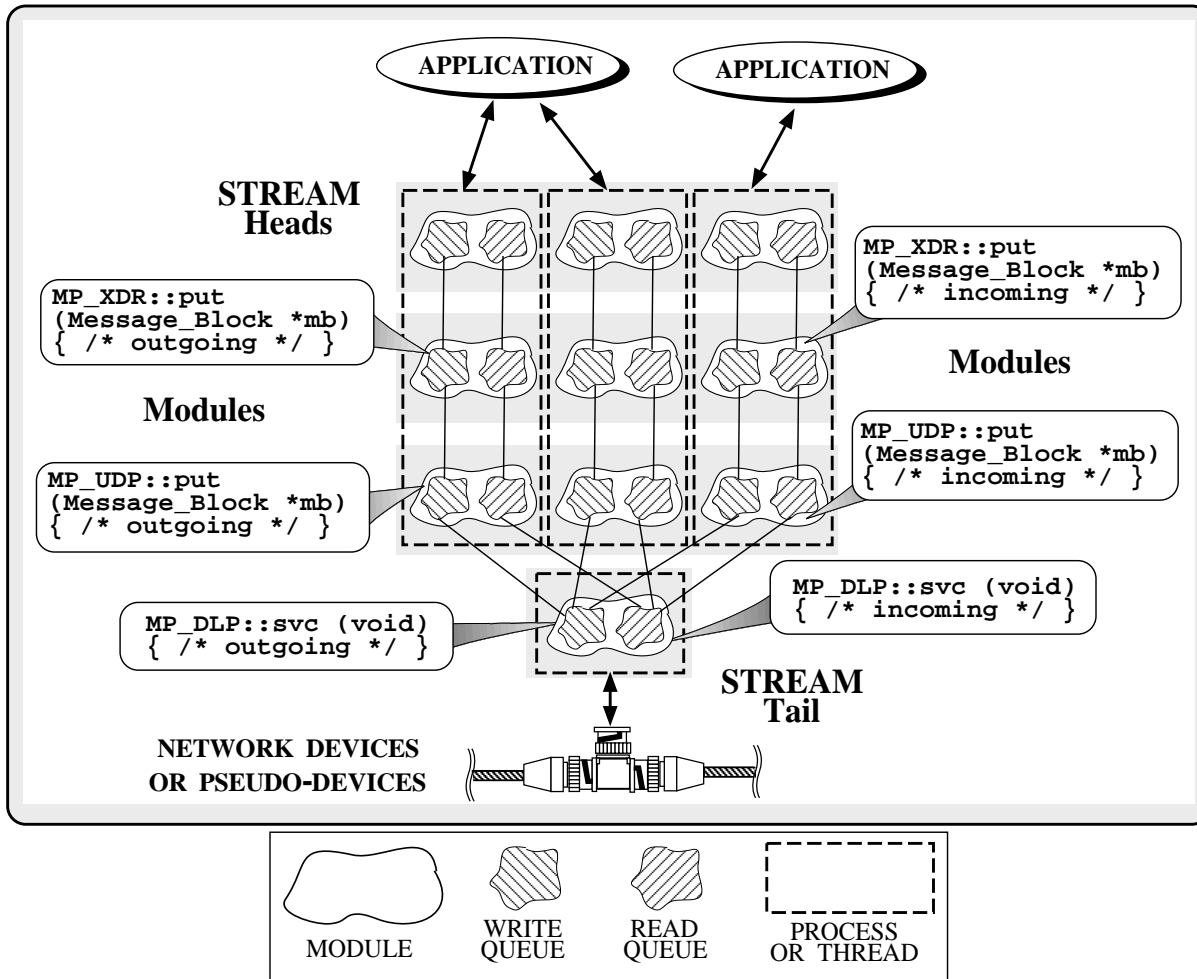 APPLICATION
APPLICATION
STREAM
Heads
MP_XDR::put
(Message_Block *mb)
{ /* outgoing */ }
MP_XDR::put
(Message_Block *mb)
{ /* incoming */ }
Modules
Modules
MP_UDP::put
(Message_Block *mb)
{ /* outgoing */ }
MP_UDP::put
(Message_Block *mb)
{ /* incoming */ }
MP_DLP::svc (void)
{ /* outgoing */ }
MP_DLP::svc (void)
{ /* incoming */ }
STREAM
Tail
NETWORK DEVICES
OR PSEUDO-DEVICES
MODULE
WRITE
QUEUE
READ
QUEUE
PROCESS
OR THREAD